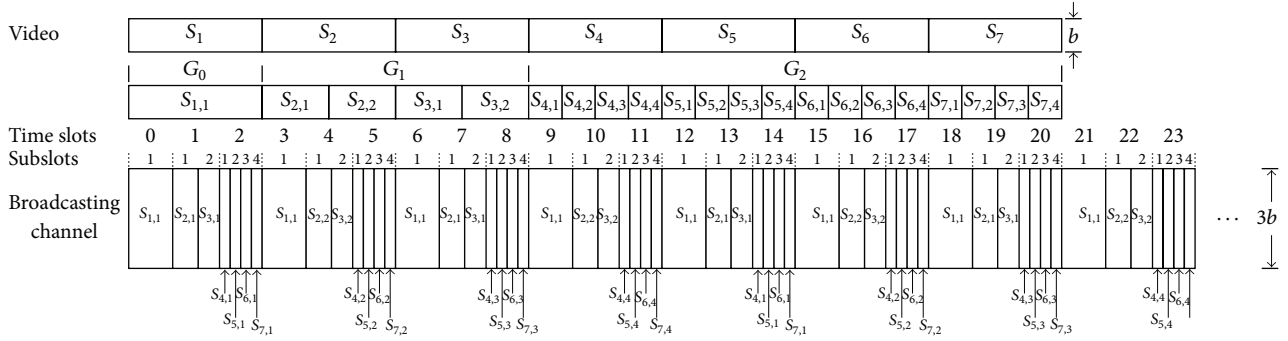 Video S₁ S₂ S₃ S₄ S₅ S₆ S₇ b
G₀ G₁ G₂
S₁,₁ S₂,₁ S₂,₂ S₃,₁ S₃,₂ S₄,₁ S₄,₂ S₄,₃ S₄,₄ S₅,₁ S₅,₂ S₅,₃ S₅,₄ S₆,₁ S₆,₂ S₆,₃ S₆,₄ S₇,₁ S₇,₂ S₇,₃ S₇,₄
Time slots 0 1 2 3 4 5 6 7 8 9 10 11 12 13 14 15 16 17 18 19 20 21 22 23
Subslots 1 1 2 1 2 3 4 1 1 2 1 2 3 4 1 1 2 1 2 3 4 1 1 2 1 2 3 4 1 1 2 1 2 3 4 1 1 2 1 2 3 4 1 1 2 1 2 3 4 1 1 2 1 2 3 4
Broadcasting channel S₁,₁ S₂,₁ S₃,₁ S₁,₁ S₂,₂ S₃,₂ S₁,₁ S₂,₁ S₃,₁ S₁,₁ S₂,₂ S₃,₂ S₁,₁ S₂,₁ S₃,₁ S₁,₁ S₂,₂ S₃,₂ S₁,₁ S₂,₁ S₃,₁ S₁,₁ S₂,₂ S₃,₂ ... 3b
S₄,₁ S₆,₁ S₄,₂ S₆,₂ S₄,₃ S₆,₃ S₄,₄ S₆,₄ S₄,₁ S₆,₁ S₄,₂ S₆,₂ S₄,₃ S₆,₃ S₄,₄ S₆,₄
S₅,₁ S₇,₁ S₅,₂ S₇,₂ S₅,₃ S₇,₃ S₅,₄ S₇,₄ S₅,₁ S₇,₁ S₅,₂ S₇,₂ S₅,₃ S₇,₃ S₅,₄